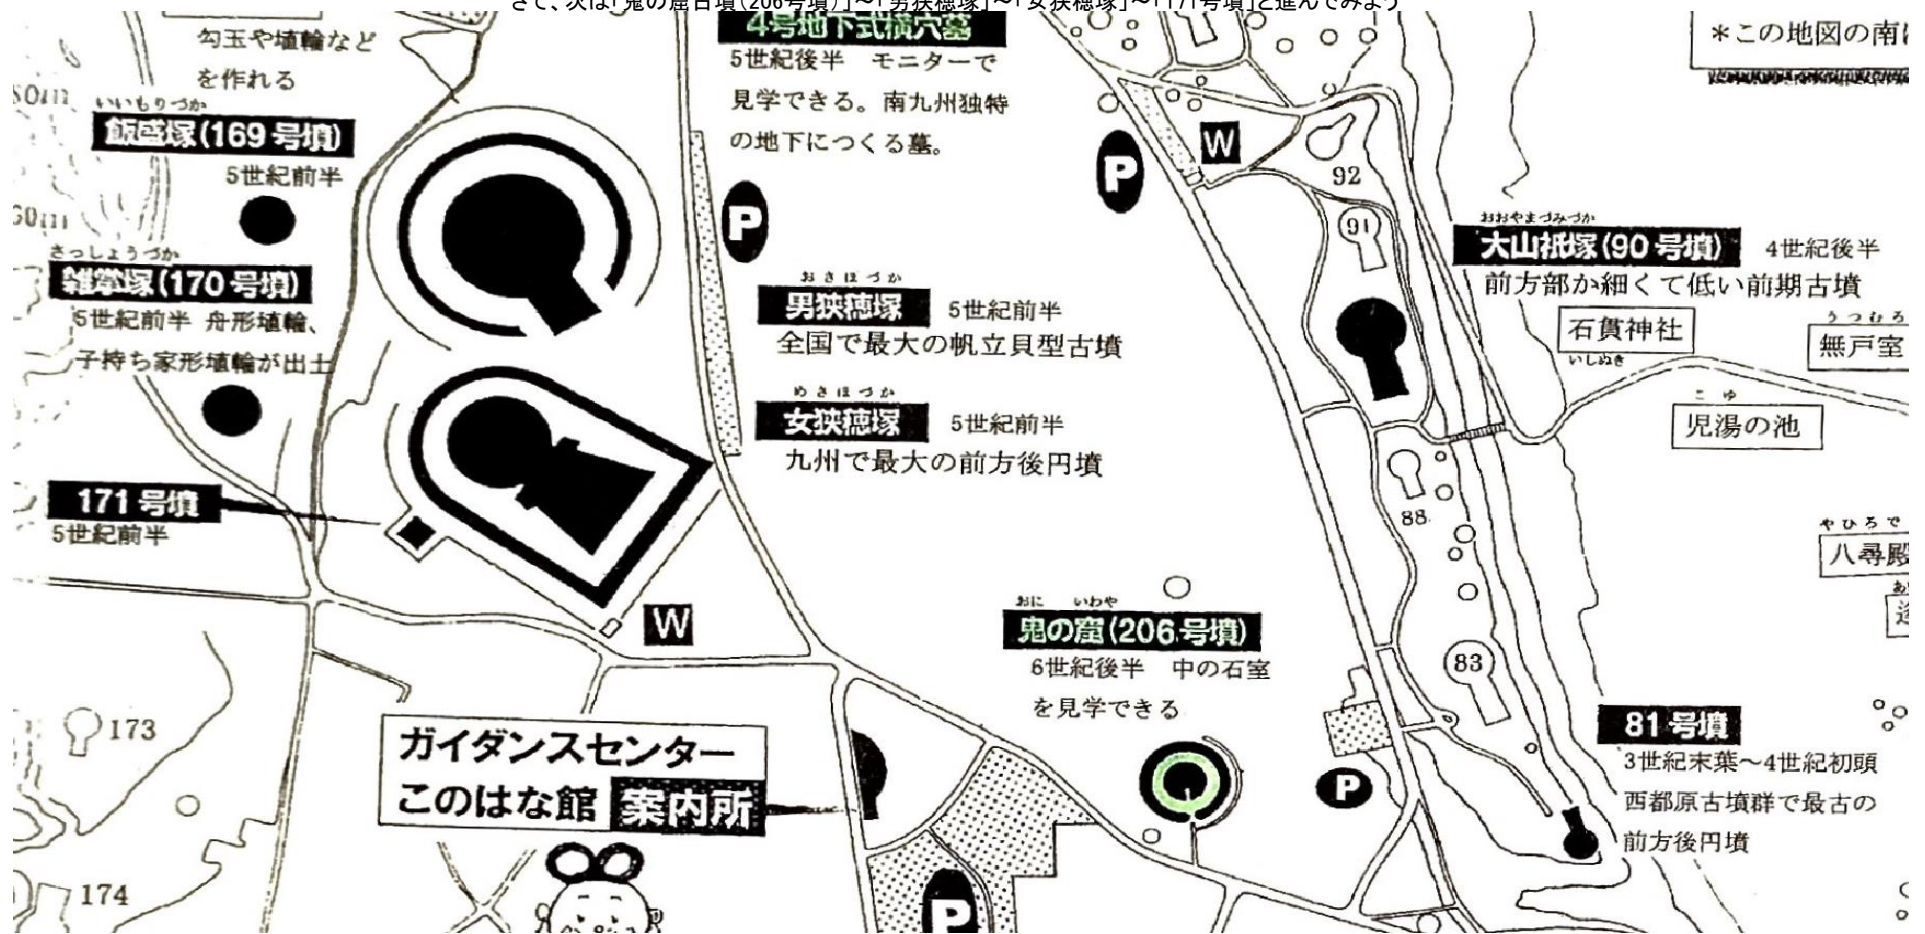 さて、次は「鬼の窟古墳（206号墳）」～「男狭穂塚」～「女狭穂塚」～「171号墳」と進んでみよう
勾玉や埴輪など
を作れる
4号地下式横穴墓
5世紀後半 モニターで
見学できる。南九州独特
の地下につくる墓。
*この地図の南に
50m
いいもりづか
飯盛塚(169号墳)
5世紀前半
P
W
P
92
91
おおやまづみづか
大山祇塚(90号墳) 4世紀後半
前方部が細くて低い前期古墳
さっしょうづか
雑掌塚(170号墳)
5世紀前半 舟形埴輪、
子持ち家形埴輪が出土
おさほづか
男狭穂塚 5世紀前半
全国で最大の帆立貝型古墳
石貫神社
いしぬき
うつむろ
無戸室
めさほづか
女狭穂塚 5世紀前半
九州で最大の前方後円墳
こゆ
児湯の池
171号墳
5世紀前半
88
やひろで
八尋殿
W
おに いわや
鬼の窟(206号墳)
6世紀後半 中の石室
を見学できる
83
173
ガイダンスセンター
このはな館 案内所
P
81号墳
3世紀末葉～4世紀初頭
西都原古墳群で最古の
前方後円墳
174
P